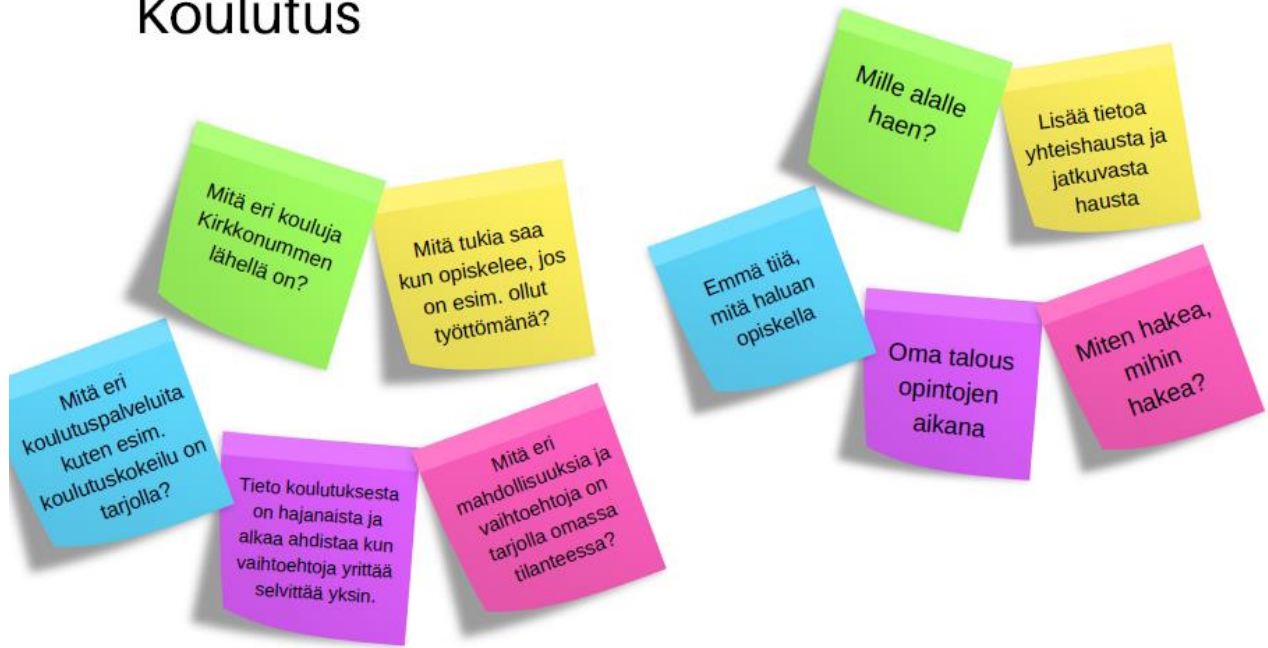 Koulutus
Mitä eri kouluja
Kirkkonummen
lähellä on?
Mitä tukia saa
kun opiskelee, jos
on esim. ollut
työttömänä?
Mitä eri
koulutuspalveluita
kuten esim.
koulutuskokeilu on
tarjolla?
Tieto koulutuksesta
on hajanaista ja
alkaa ahdistaa kun
vaihtoehtoja yrittää
selvittää yksin.
Mitä eri
mahdollisuuksia ja
vaihtoehtoja on
tarjolla omassa
tilanteessa?
Mille alalle
haen?
Lisää tietoa
yhteishausta ja
jatkuvasta
hausta
Emmä tiiä,
mitä haluan
opiskella
Oma talous
opintojen
aikana
Miten hakea,
mihin
hakea?